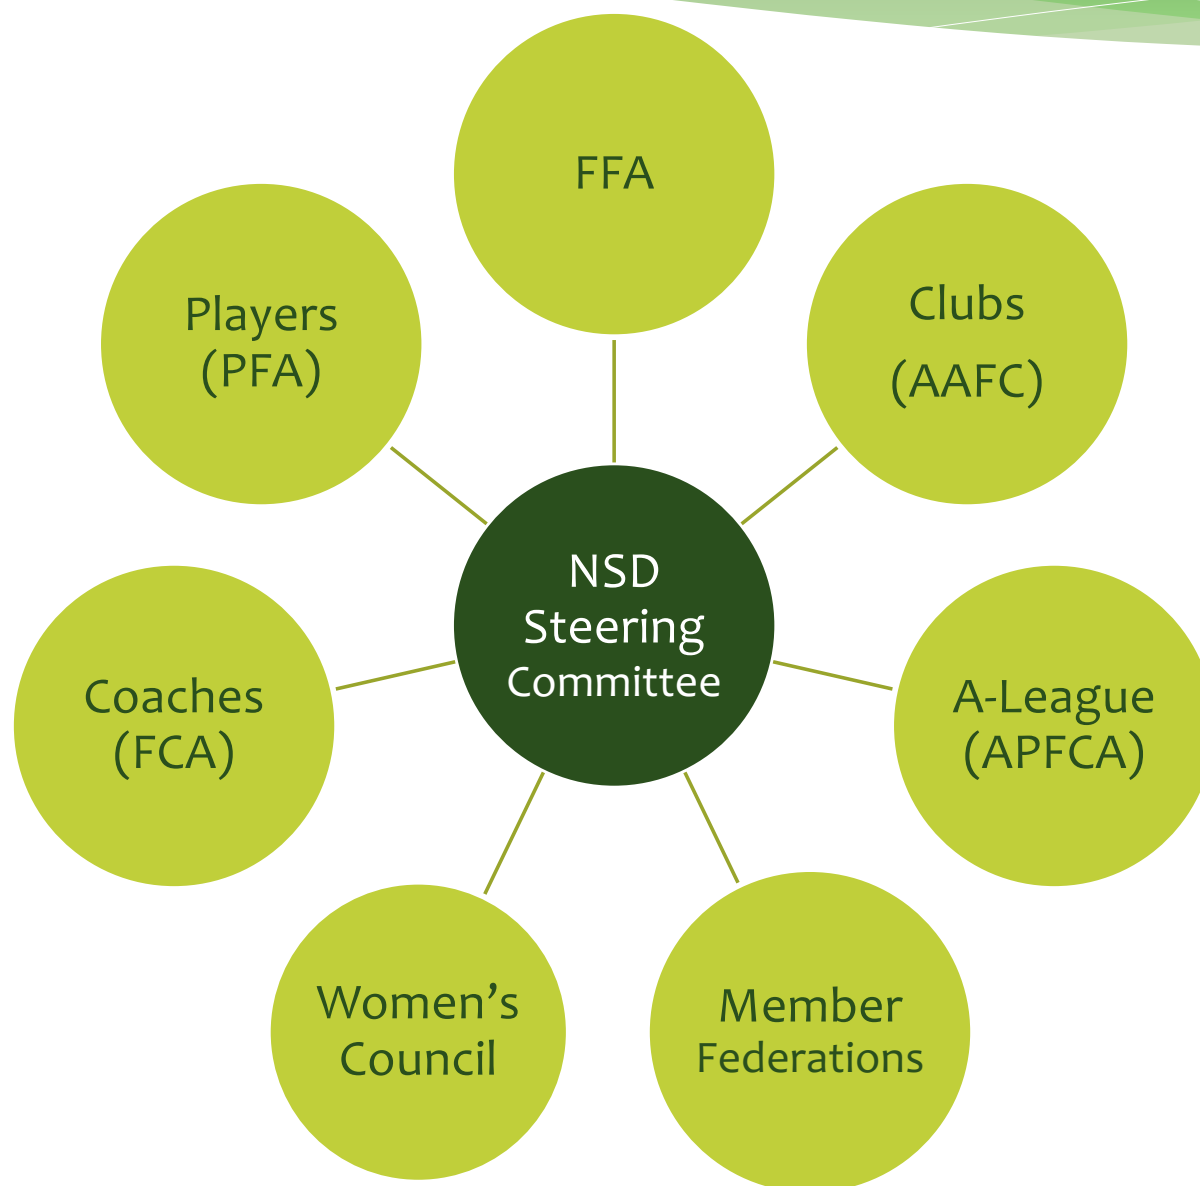 FFA
Players
(PFA)
Clubs
(AAFC)
NSD
Steering
Committee
Coaches
(FCA)
A-League
(APFCA)
Women’s
Council
Member
Federations